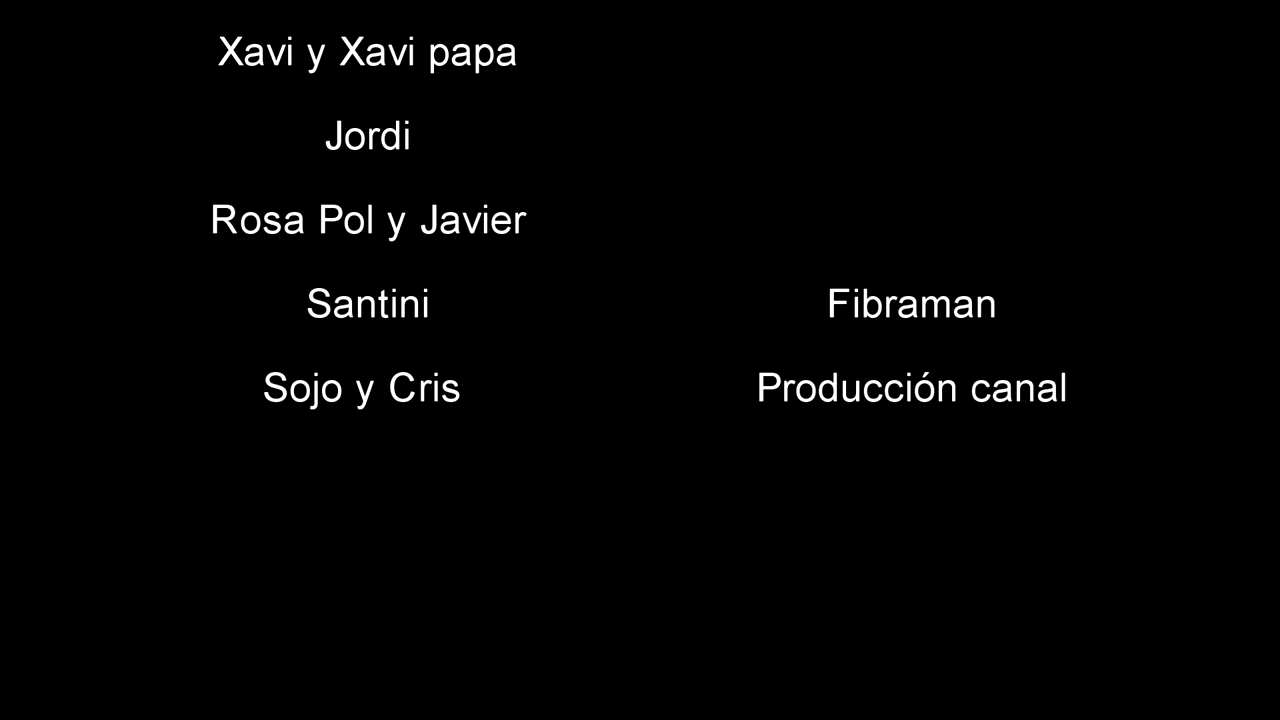 Xavi y Xavi papa
Jordi
Rosa Pol y Javier
Santini
Fibraman
Sojo y Cris
Producción canal